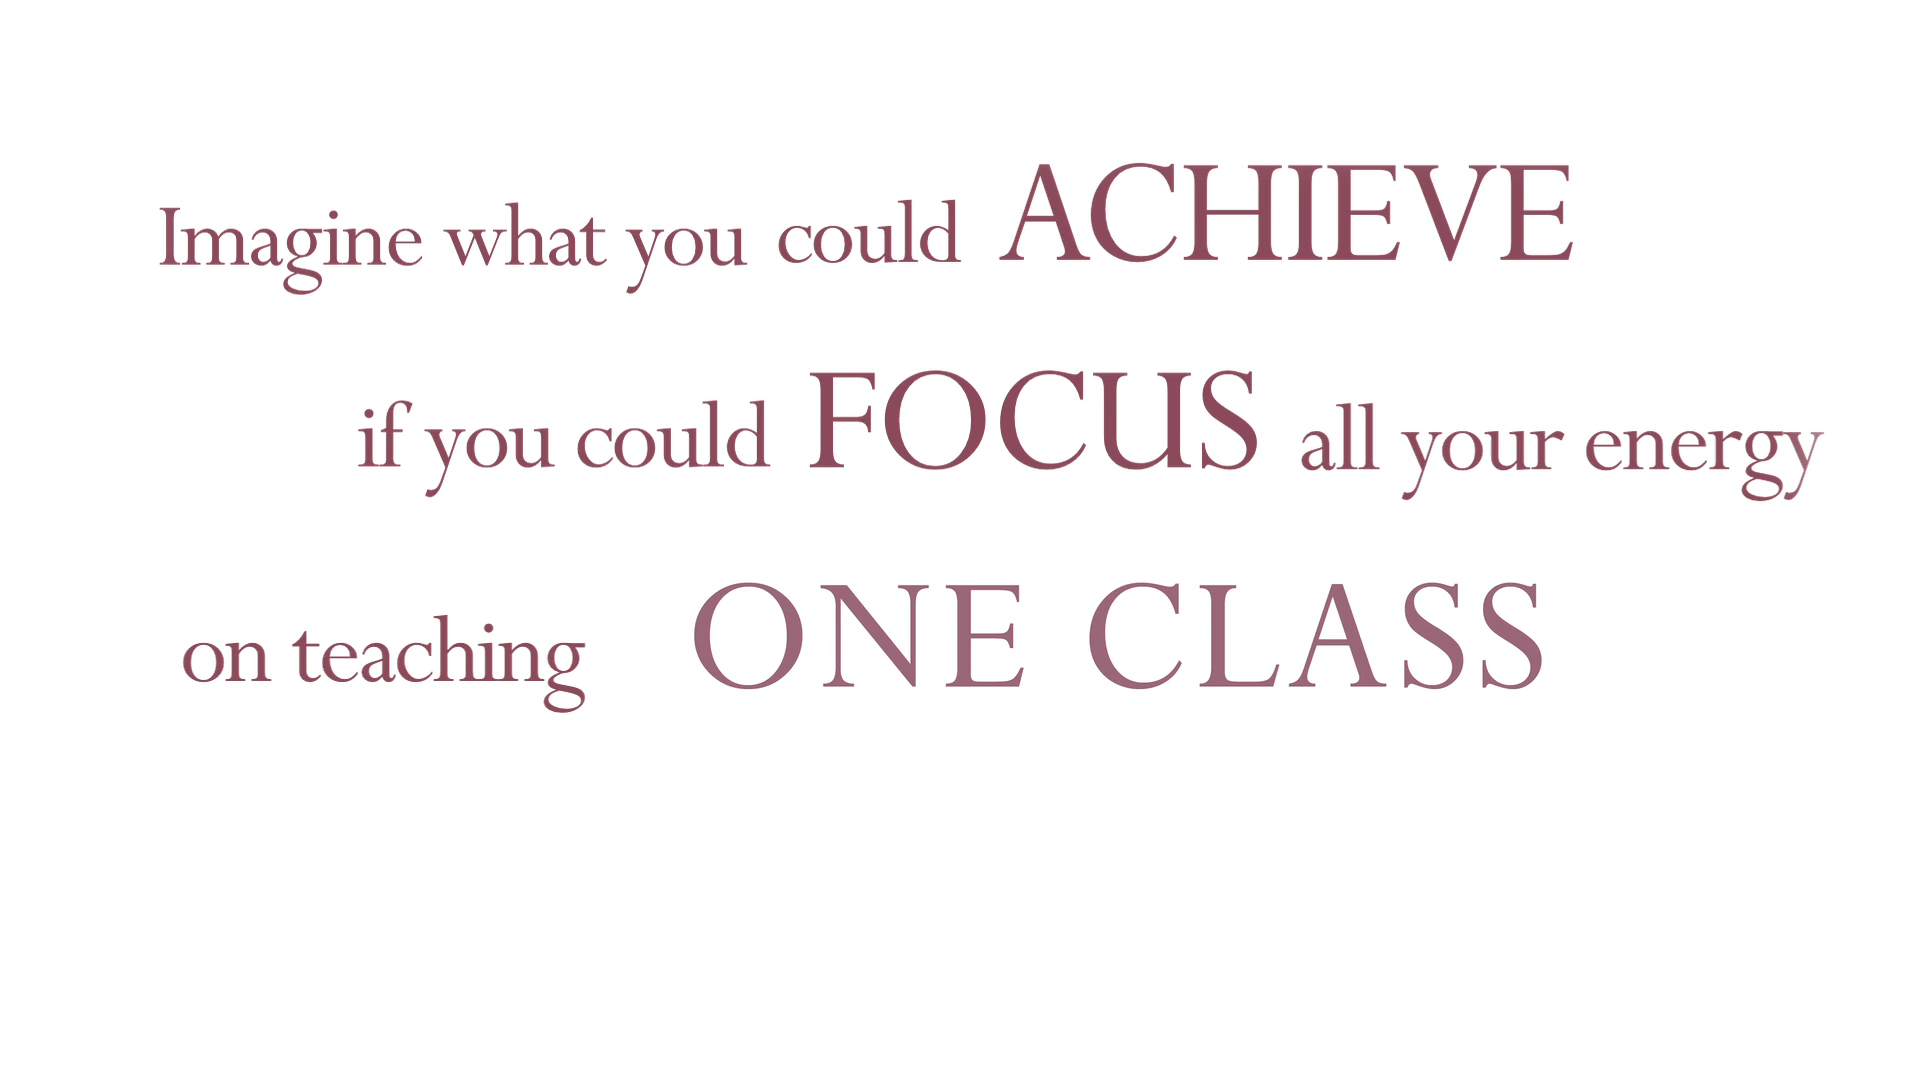 Imagine what you could ACHIEVE
if you could FOCUS all your energy
on teaching ONE CLASS